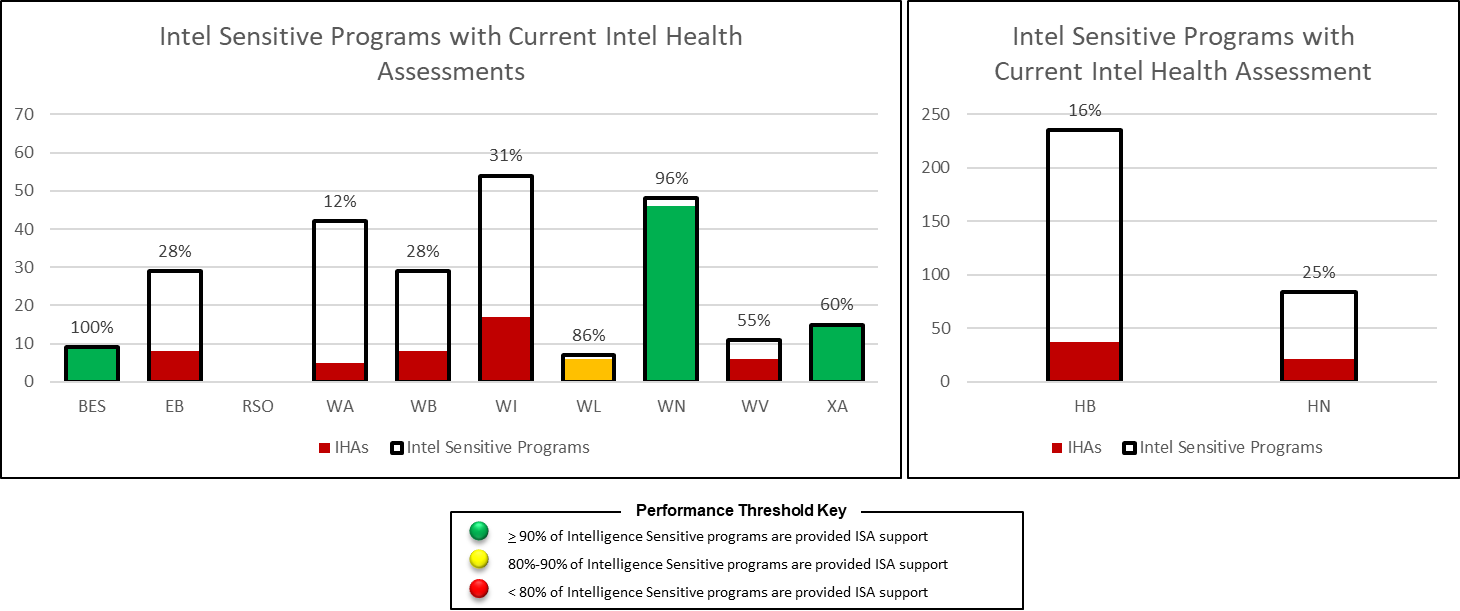 Intel Sensitive Programs with Current Intel Health
Assessments
70
60
50
40
30
20
10
0
100%
28%
12%
28%
31%
86%
96%
55%
60%
BES EB RSO WA WB WI WL WN WV XA
IHAs Intel Sensitive Programs
Intel Sensitive Programs with
Current Intel Health Assessment
250
200
150
100
50
0
16%
25%
HB HN
IHAs Intel Sensitive Programs
Performance Threshold Key
≥ 90% of Intelligence Sensitive programs are provided ISA support
80%-90% of Intelligence Sensitive programs are provided ISA support
< 80% of Intelligence Sensitive programs are provided ISA support